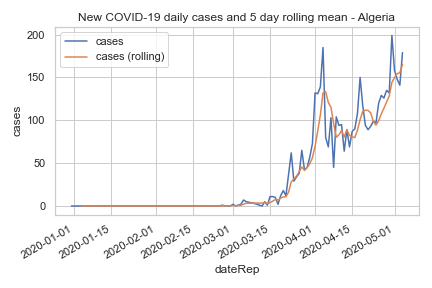 New COVID-19 daily cases and 5 day rolling mean - Algeria
cases
cases (rolling)
200
150
100
50
0
cases
2020-01-01
2020-01-15
2020-02-01
2020-02-15
2020-03-01
2020-03-15
2020-04-01
2020-04-15
2020-05-01
dateRep